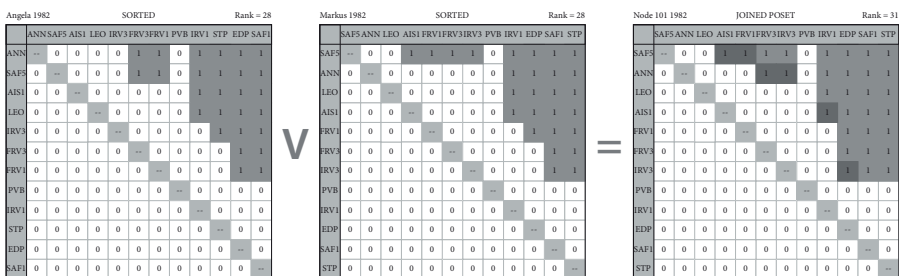 Angela 1982 SORTED Rank = 28
ANN SAF5 AIS1 LEO IRV3 FRV3 FRV1 PVB IRV1 STP EDP SAF1
ANN -- 0 0 0 0 1 1 0 1 1 1 1
SAF5 0 -- 0 0 0 1 1 0 1 1 1 1
AIS1 0 0 -- 0 0 0 0 0 1 1 1 1
LEO 0 0 0 -- 0 0 0 0 1 1 1 1
IRV3 0 0 0 0 -- 0 0 0 0 1 1 1
FRV3 0 0 0 0 0 -- 0 0 0 0 1 1
FRV1 0 0 0 0 0 0 -- 0 0 0 1 1
PVB 0 0 0 0 0 0 0 -- 0 0 0 0
IRV1 0 0 0 0 0 0 0 0 -- 0 0 0
STP 0 0 0 0 0 0 0 0 0 -- 0 0
EDP 0 0 0 0 0 0 0 0 0 0 -- 0
SAF1 0 0 0 0 0 0 0 0 0 0 0 --
V
Markus 1982 SORTED Rank = 28
SAF5 ANN LEO AIS1 FRV1 FRV3 IRV3 PVB IRV1 EDP SAF1 STP
SAF5 -- 0 0 1 1 1 1 0 1 1 1 1
ANN 0 -- 0 0 0 0 0 0 1 1 1 1
LEO 0 0 -- 0 0 0 0 0 1 1 1 1
AIS1 0 0 0 -- 0 0 0 0 1 1 1 1
FRV1 0 0 0 0 -- 0 0 0 0 1 1 1
FRV3 0 0 0 0 0 -- 0 0 0 0 1 1
IRV3 0 0 0 0 0 0 -- 0 0 0 1 1
PVB 0 0 0 0 0 0 0 -- 0 0 0 0
IRV1 0 0 0 0 0 0 0 0 -- 0 0 0
EDP 0 0 0 0 0 0 0 0 0 -- 0 0
SAF1 0 0 0 0 0 0 0 0 0 0 -- 0
STP 0 0 0 0 0 0 0 0 0 0 0 --
=
Node 101 1982 JOINED POSET Rank = 31
SAF5 ANN LEO AIS1 FRV1 FRV3 IRV3 PVB IRV1 EDP SAF1 STP
SAF5 -- 0 0 1 1 1 1 0 1 1 1 1
ANN 0 -- 0 0 0 1 1 0 1 1 1 1
LEO 0 0 -- 0 0 0 0 0 1 1 1 1
AIS1 0 0 0 -- 0 0 0 0 1 1 1 1
FRV1 0 0 0 0 -- 0 0 0 0 1 1 1
FRV3 0 0 0 0 0 -- 0 0 0 1 1 1
IRV3 0 0 0 0 0 0 -- 0 0 1 1 1
PVB 0 0 0 0 0 0 0 -- 0 0 0 0
IRV1 0 0 0 0 0 0 0 0 -- 0 0 0
EDP 0 0 0 0 0 0 0 0 0 -- 0 0
SAF1 0 0 0 0 0 0 0 0 0 0 -- 0
STP 0 0 0 0 0 0 0 0 0 0 0 --